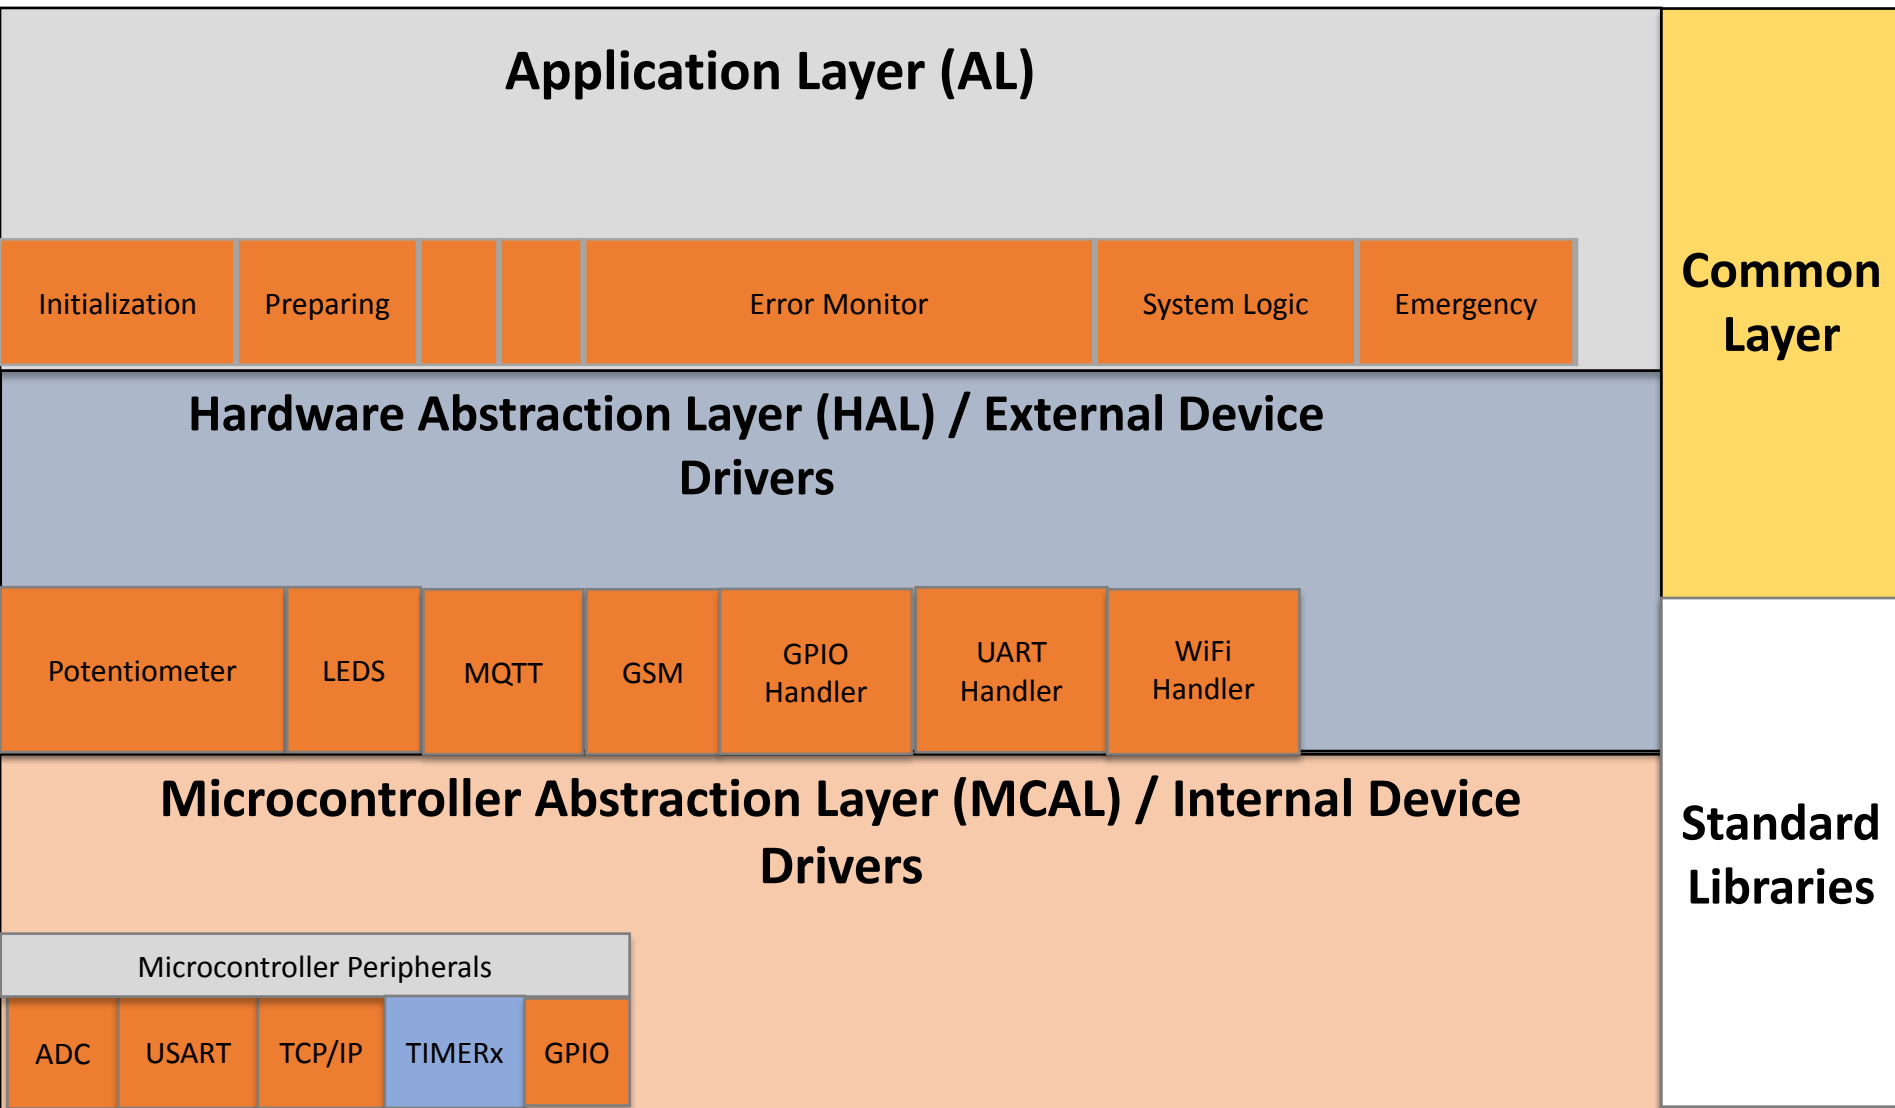 Application Layer (AL)
Initialization
Preparing
Error Monitor
System Logic
Emergency
Hardware Abstraction Layer (HAL) / External Device
Drivers
Potentiometer
LEDS
MQTT
GSM
GPIO
Handler
UART
Handler
WiFi
Handler
Microcontroller Abstraction Layer (MCAL) / Internal Device
Drivers
Microcontroller Peripherals
ADC
USART
TCP/IP
TIMERx
GPIO
Common
Layer
Standard
Libraries